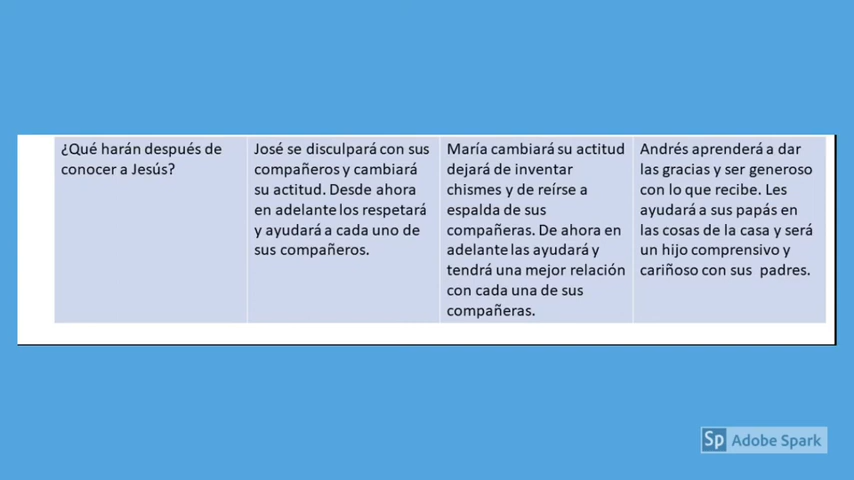 ¿Qué harán después de
conocer a Jesús?
José se disculpará con sus
compañeros y cambiará
su actitud. Desde ahora
en adelante los respetará
y ayudará a cada uno de
sus compañeros.
María cambiará su actitud
dejará de inventar
chismes y de reírse a
espalda de sus
compañeras. De ahora en
adelante las ayudará y
tendrá una mejor relación
con cada una de sus
compañeras.
Andrés aprenderá a dar
las gracias y ser generoso
con lo que recibe. Les
ayudará a sus papás en
las cosas de la casa y será
un hijo comprensivo y
cariñoso con sus padres.
Sp Adobe Spark